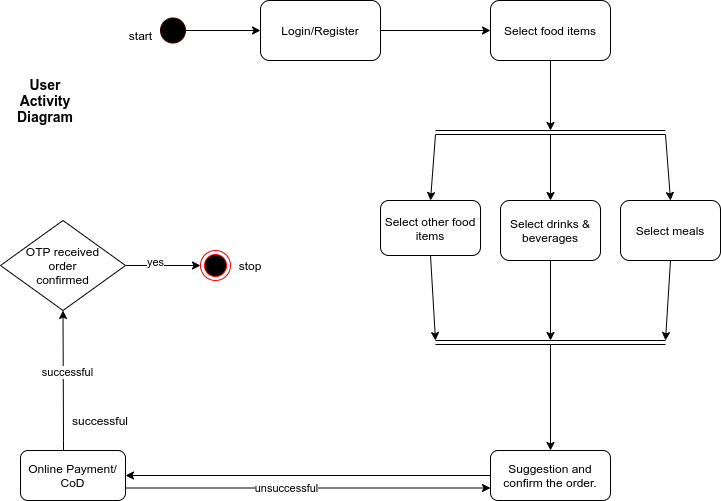 start
Login/Register
Select food items
User
Activity
Diagram
Select other food
items
Select drinks &
beverages
Select meals
OTP received
order
confirmed
yes
stop
successful
successful
Online Payment/
CoD
unsuccessful
Suggestion and
confirm the order.